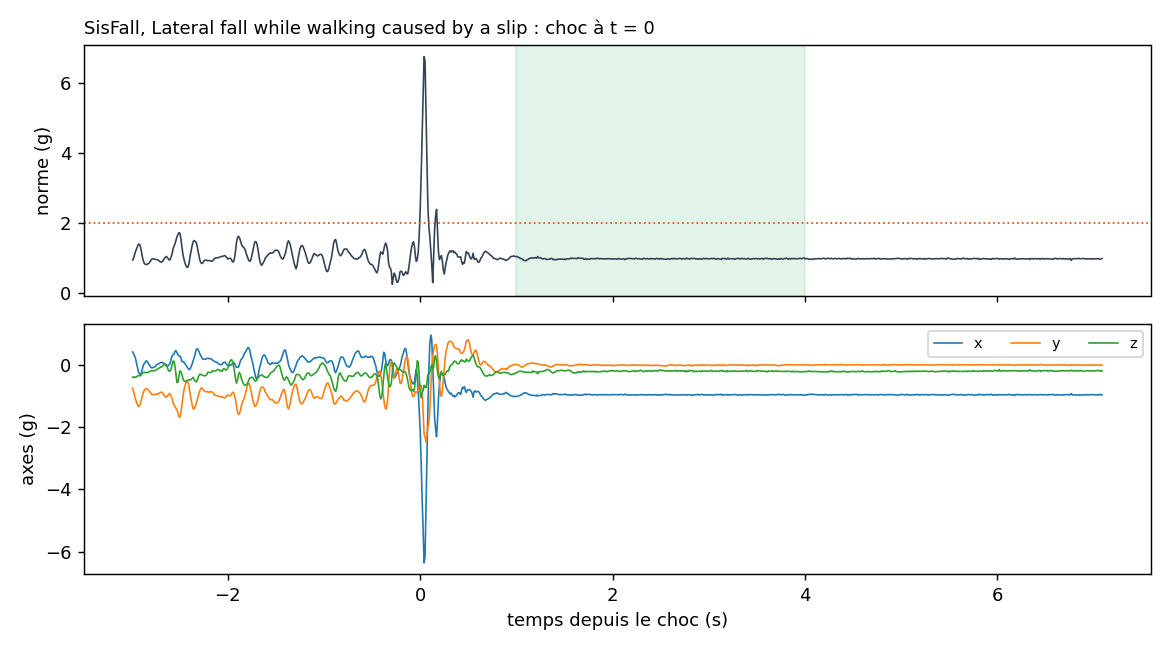 SisFall, Lateral fall while walking caused by a slip : choc à t = 0
norme (g)
6
4
2
0
axes (g)
0
−2
−4
−6
x y z
−2 0 2 4 6
temps depuis le choc (s)